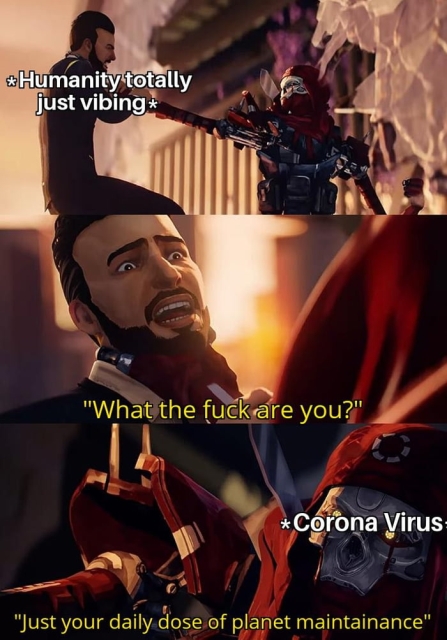 *Humanity totally
just vibing*
"What the fuck are you?"
*Corona Virus
"Just your daily dose of planet maintainance"